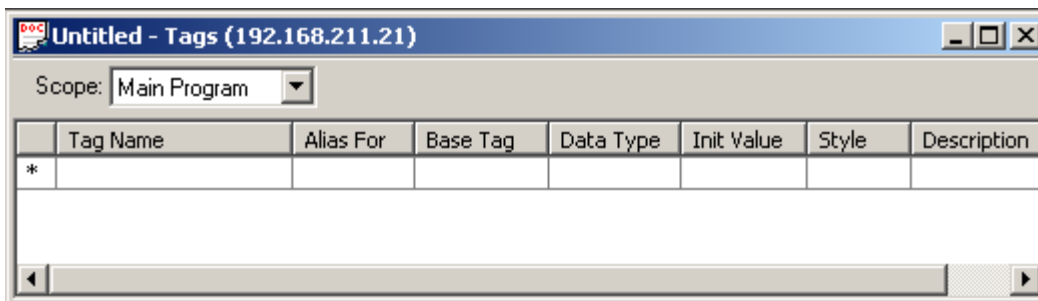 Untitled - Tags (192.168.211.21)
Scope: Main Program
Tag Name Alias For Base Tag Data Type Init Value Style Description
*